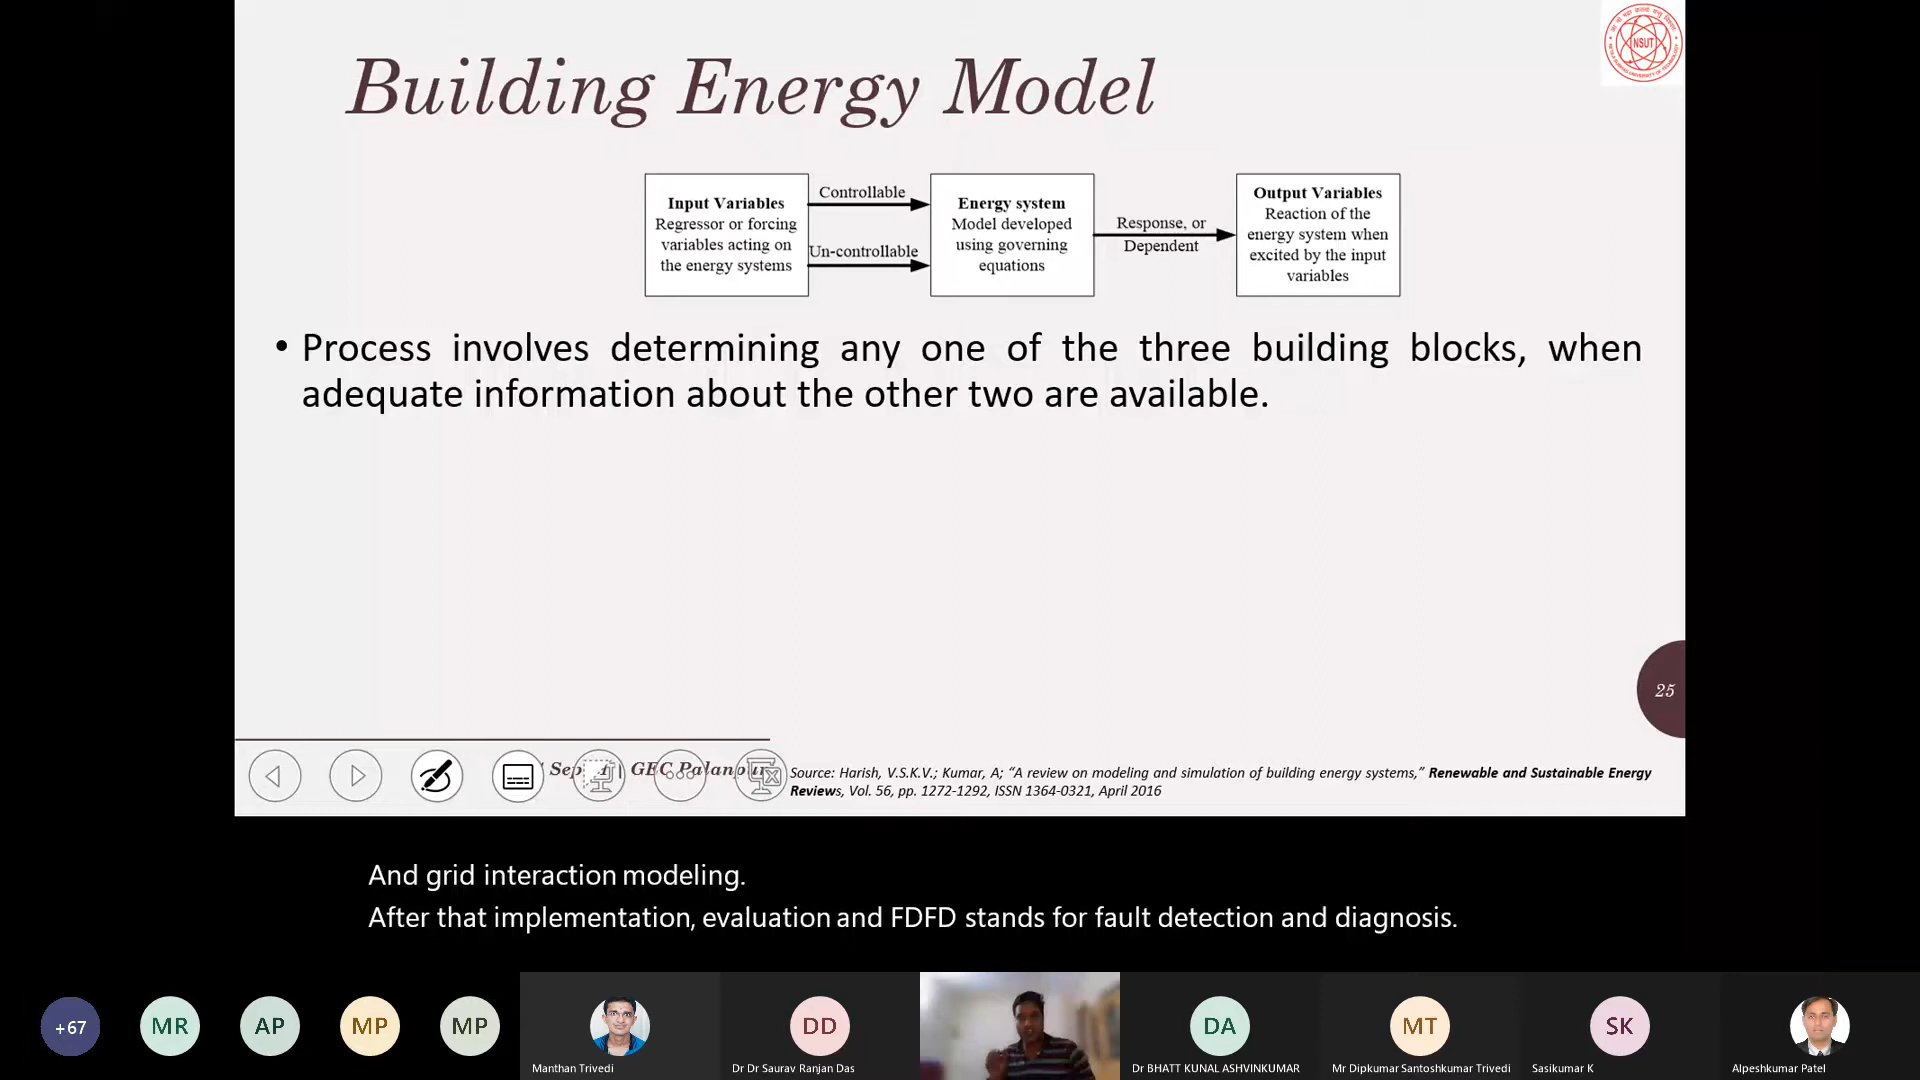 Building Energy Model
NSUT
Input Variables
Regressor or forcing
variables acting on
the energy systems
Controllable
Un-controllable
Energy system
Model developed
using governing
equations
Response, or
Dependent
Output Variables
Reaction of the
energy system when
excited by the input
variables
• Process involves determining any one of the three building blocks, when
adequate information about the other two are available.
25
Sep | GEC Palanpur
Source: Harish, V.S.K.V.; Kumar, A; “A review on modeling and simulation of building energy systems,” Renewable and Sustainable Energy
Reviews, Vol. 56, pp. 1272-1292, ISSN 1364-0321, April 2016
And grid interaction modeling.
After that implementation, evaluation and FDFD stands for fault detection and diagnosis.
+67
MR
AP
MP
MP
Manthan Trivedi
DD
Dr Dr Saurav Ranjan Das
DA
Dr BHATT KUNAL ASHVINKUMAR
MT
Mr Dipkumar Santoshkumar Trivedi
SK
Sasikumar K
Alpeshkumar Patel